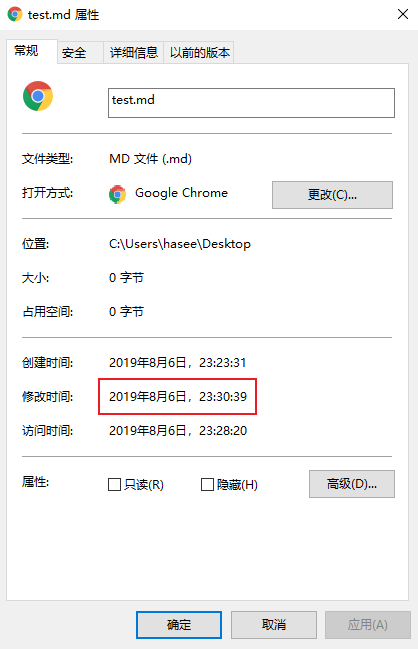 test.md 属性
常规 安全 详细信息 以前的版本
test.md
文件类型: MD 文件 (.md)
打开方式: Google Chrome 更改(C)...
位置: C:\Users\hasee\Desktop
大小: 0 字节
占用空间: 0 字节
创建时间: 2019年8月6日，23:23:31
修改时间: 2019年8月6日，23:30:39
访问时间: 2019年8月6日，23:28:20
属性: 只读(R) 隐藏(H) 高级(D)...
确定 取消 应用(A)